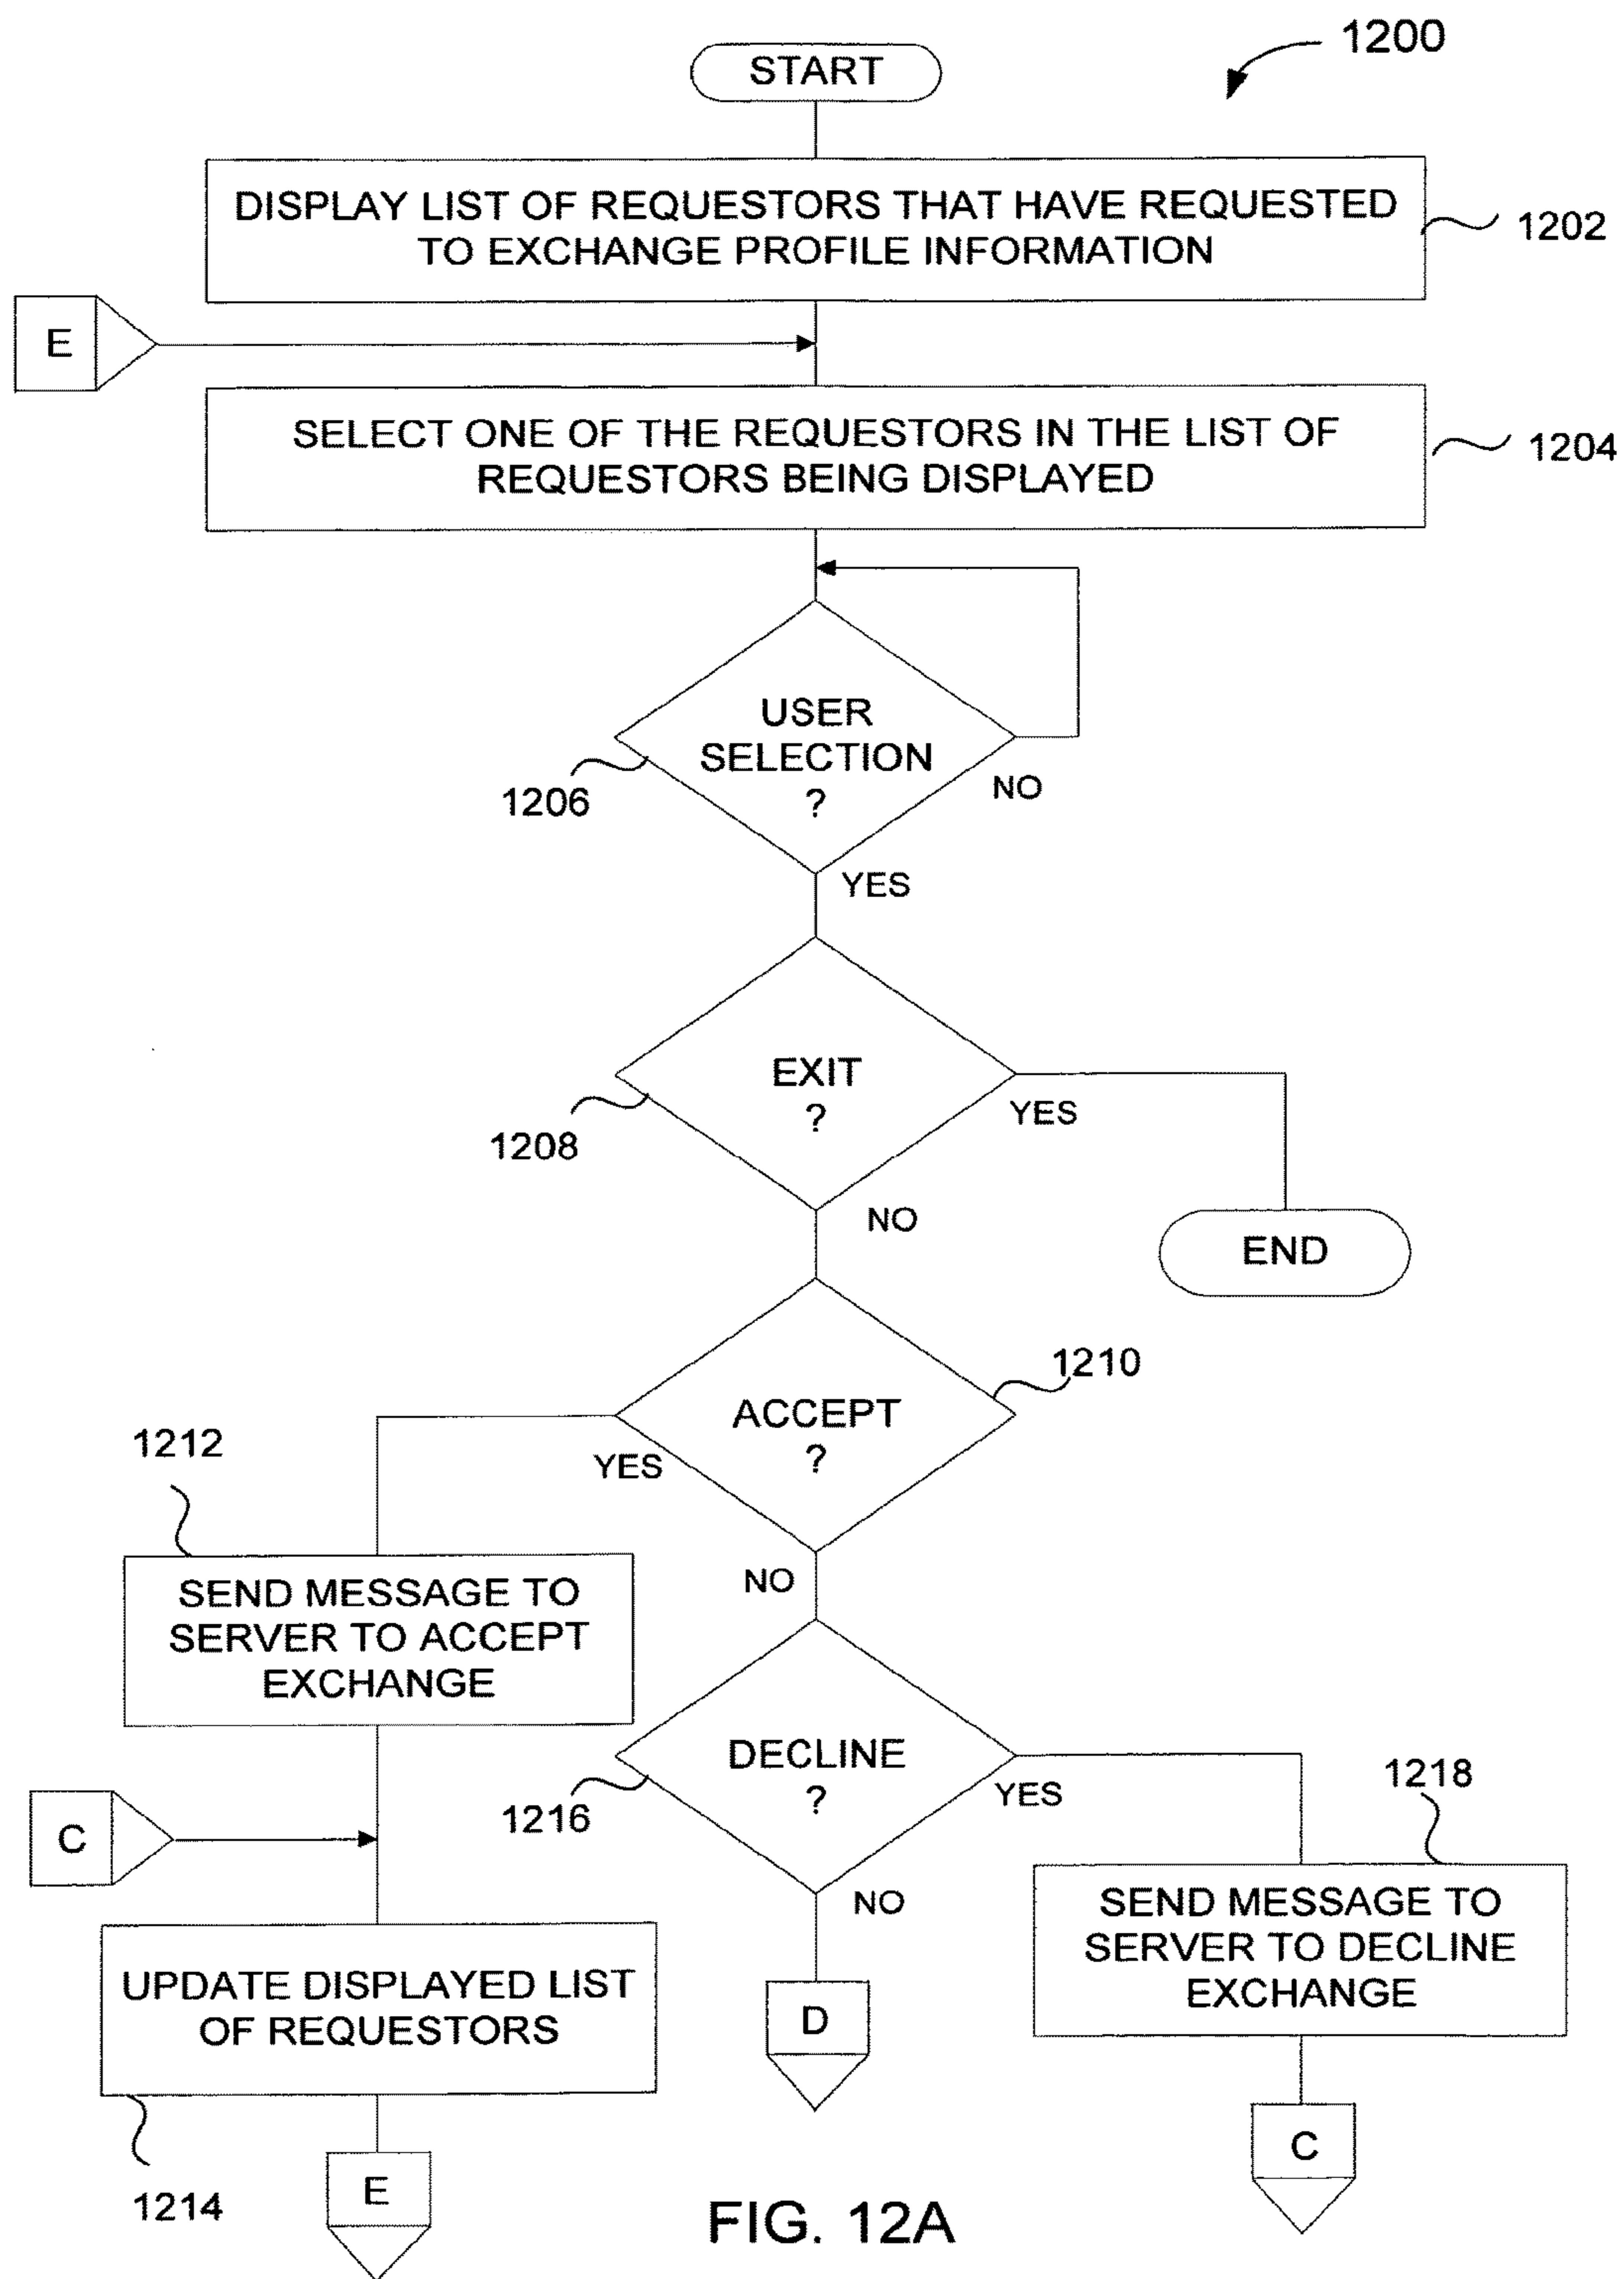 1200
START
DISPLAY LIST OF REQUESTORS THAT HAVE REQUESTED
TO EXCHANGE PROFILE INFORMATION
1202
E
SELECT ONE OF THE REQUESTORS IN THE LIST OF
REQUESTORS BEING DISPLAYED
1204
USER
SELECTION
?
1206
NO
YES
EXIT
?
1208
YES
NO
END
ACCEPT
?
1210
YES
NO
1212
SEND MESSAGE TO
SERVER TO ACCEPT
EXCHANGE
DECLINE
?
1216
YES
NO
1218
SEND MESSAGE TO
SERVER TO DECLINE
EXCHANGE
C
UPDATE DISPLAYED LIST
OF REQUESTORS
1214
D
C
E
FIG. 12A